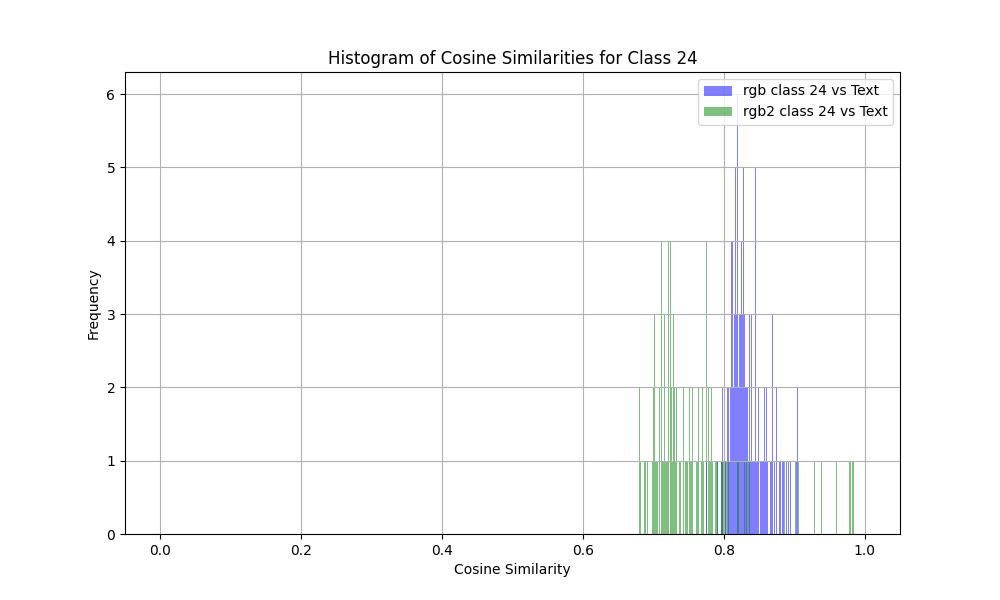 Histogram of Cosine Similarities for Class 24
rgb class 24 vs Text
rgb2 class 24 vs Text
6
5
4
3
2
1
0
Frequency
0.0 0.2 0.4 0.6 0.8 1.0
Cosine Similarity